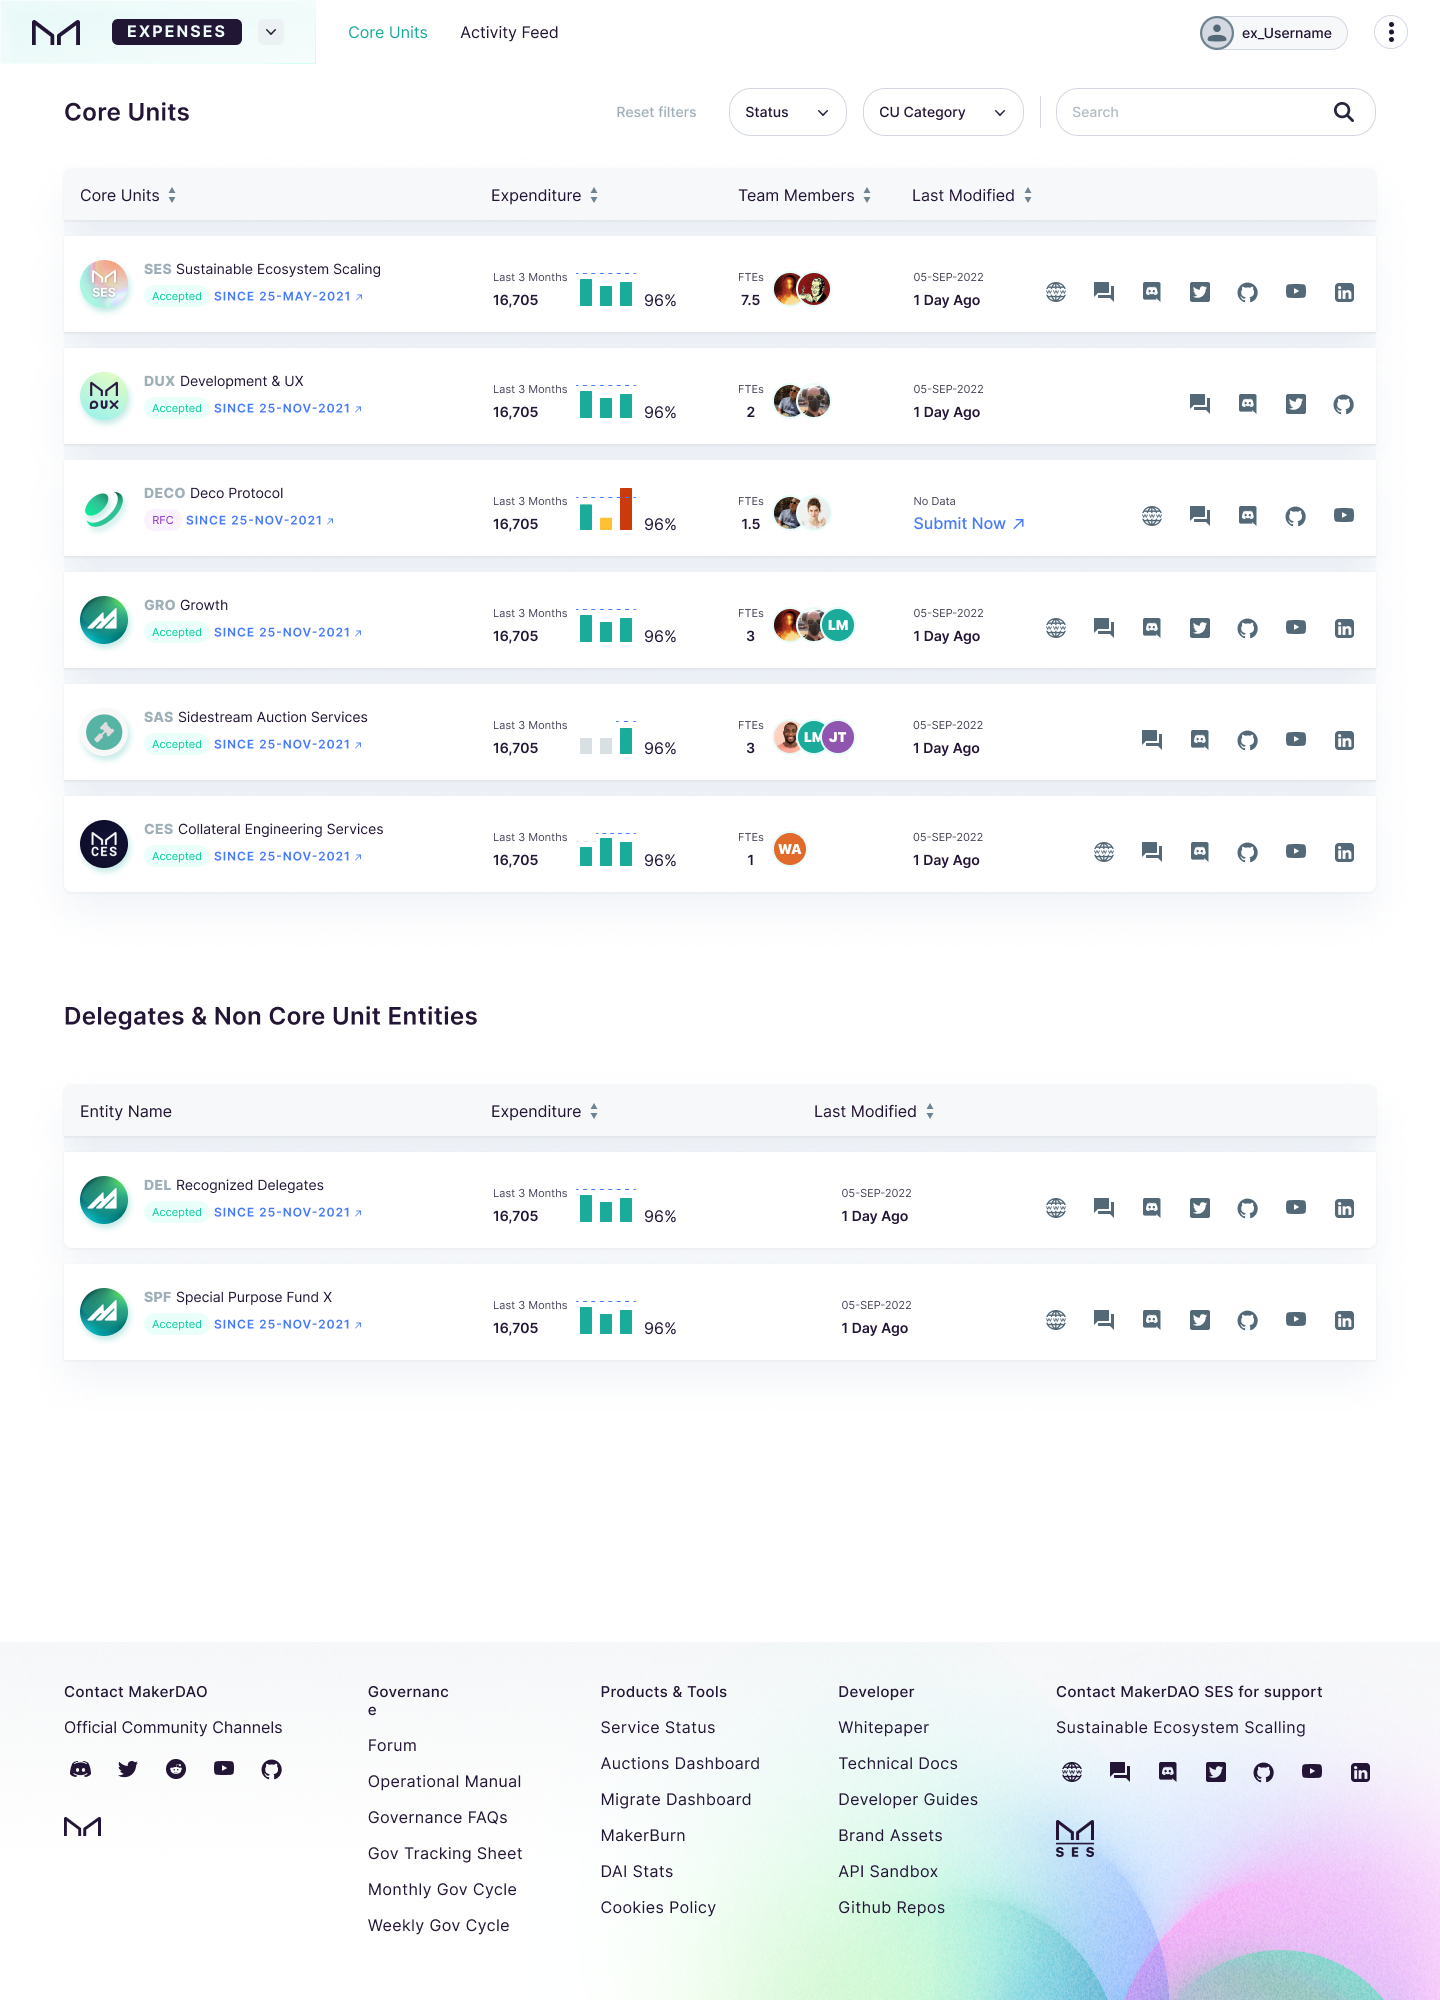 EXPENSES
Core Units
Activity Feed
ex_Username
Core Units
Reset filters
Status
CU Category
Search
Core Units
Expenditure
Team Members
Last Modified
SES
SES Sustainable Ecosystem Scaling
Accepted SINCE 25-MAY-2021
Last 3 Months
16,705
96%
FTEs
7.5
05-SEP-2022
1 Day Ago
DUX
DUX Development & UX
Accepted SINCE 25-NOV-2021
Last 3 Months
16,705
96%
FTEs
2
05-SEP-2022
1 Day Ago
DECO Deco Protocol
RFC SINCE 25-NOV-2021
Last 3 Months
16,705
96%
FTEs
1.5
No Data
Submit Now
GRO Growth
Accepted SINCE 25-NOV-2021
Last 3 Months
16,705
96%
FTEs
3
LM
05-SEP-2022
1 Day Ago
SAS Sidestream Auction Services
Accepted SINCE 25-NOV-2021
Last 3 Months
16,705
96%
FTEs
3
LM JT
05-SEP-2022
1 Day Ago
CES
CES Collateral Engineering Services
Accepted SINCE 25-NOV-2021
Last 3 Months
16,705
96%
FTEs
1
WA
05-SEP-2022
1 Day Ago
Delegates & Non Core Unit Entities
Entity Name
Expenditure
Last Modified
DEL Recognized Delegates
Accepted SINCE 25-NOV-2021
Last 3 Months
16,705
96%
05-SEP-2022
1 Day Ago
SPF Special Purpose Fund X
Accepted SINCE 25-NOV-2021
Last 3 Months
16,705
96%
05-SEP-2022
1 Day Ago
Contact MakerDAO
Official Community Channels
Governanc
e
Forum
Operational Manual
Governance FAQs
Gov Tracking Sheet
Monthly Gov Cycle
Weekly Gov Cycle
Products & Tools
Service Status
Auctions Dashboard
Migrate Dashboard
MakerBurn
DAI Stats
Cookies Policy
Developer
Whitepaper
Technical Docs
Developer Guides
Brand Assets
API Sandbox
Github Repos
Contact MakerDAO SES for support
Sustainable Ecosystem Scalling
SES